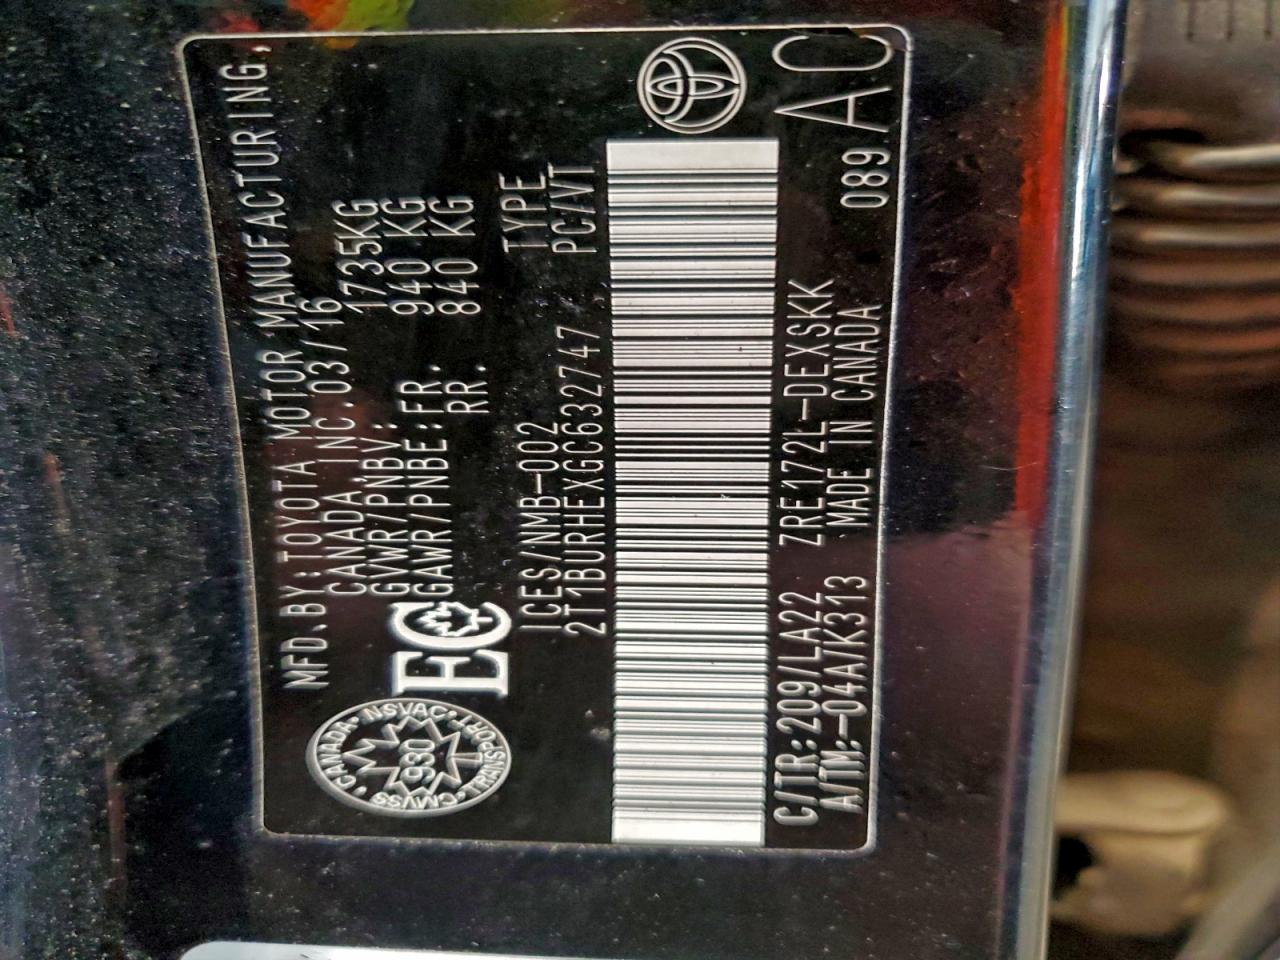 MFD.BY:TOYOTA MOTOR MANUFACTURING,
CANADA,INC.03/16
GVWR/PNBV: 1735KG
GAWR/PNBE:FR. 940 KG
RR. 840 KG
CANADA • NSVAC • TRANSPORT • CMVSS •
930
EC
ICES/NMB-002 TYPE
2T1BURHEXGC632747 PC/VT
C/TR:209/LA22 ZRE172L-DEXSKK
A/TM:-04A/K313 MADE IN CANADA 089 AC